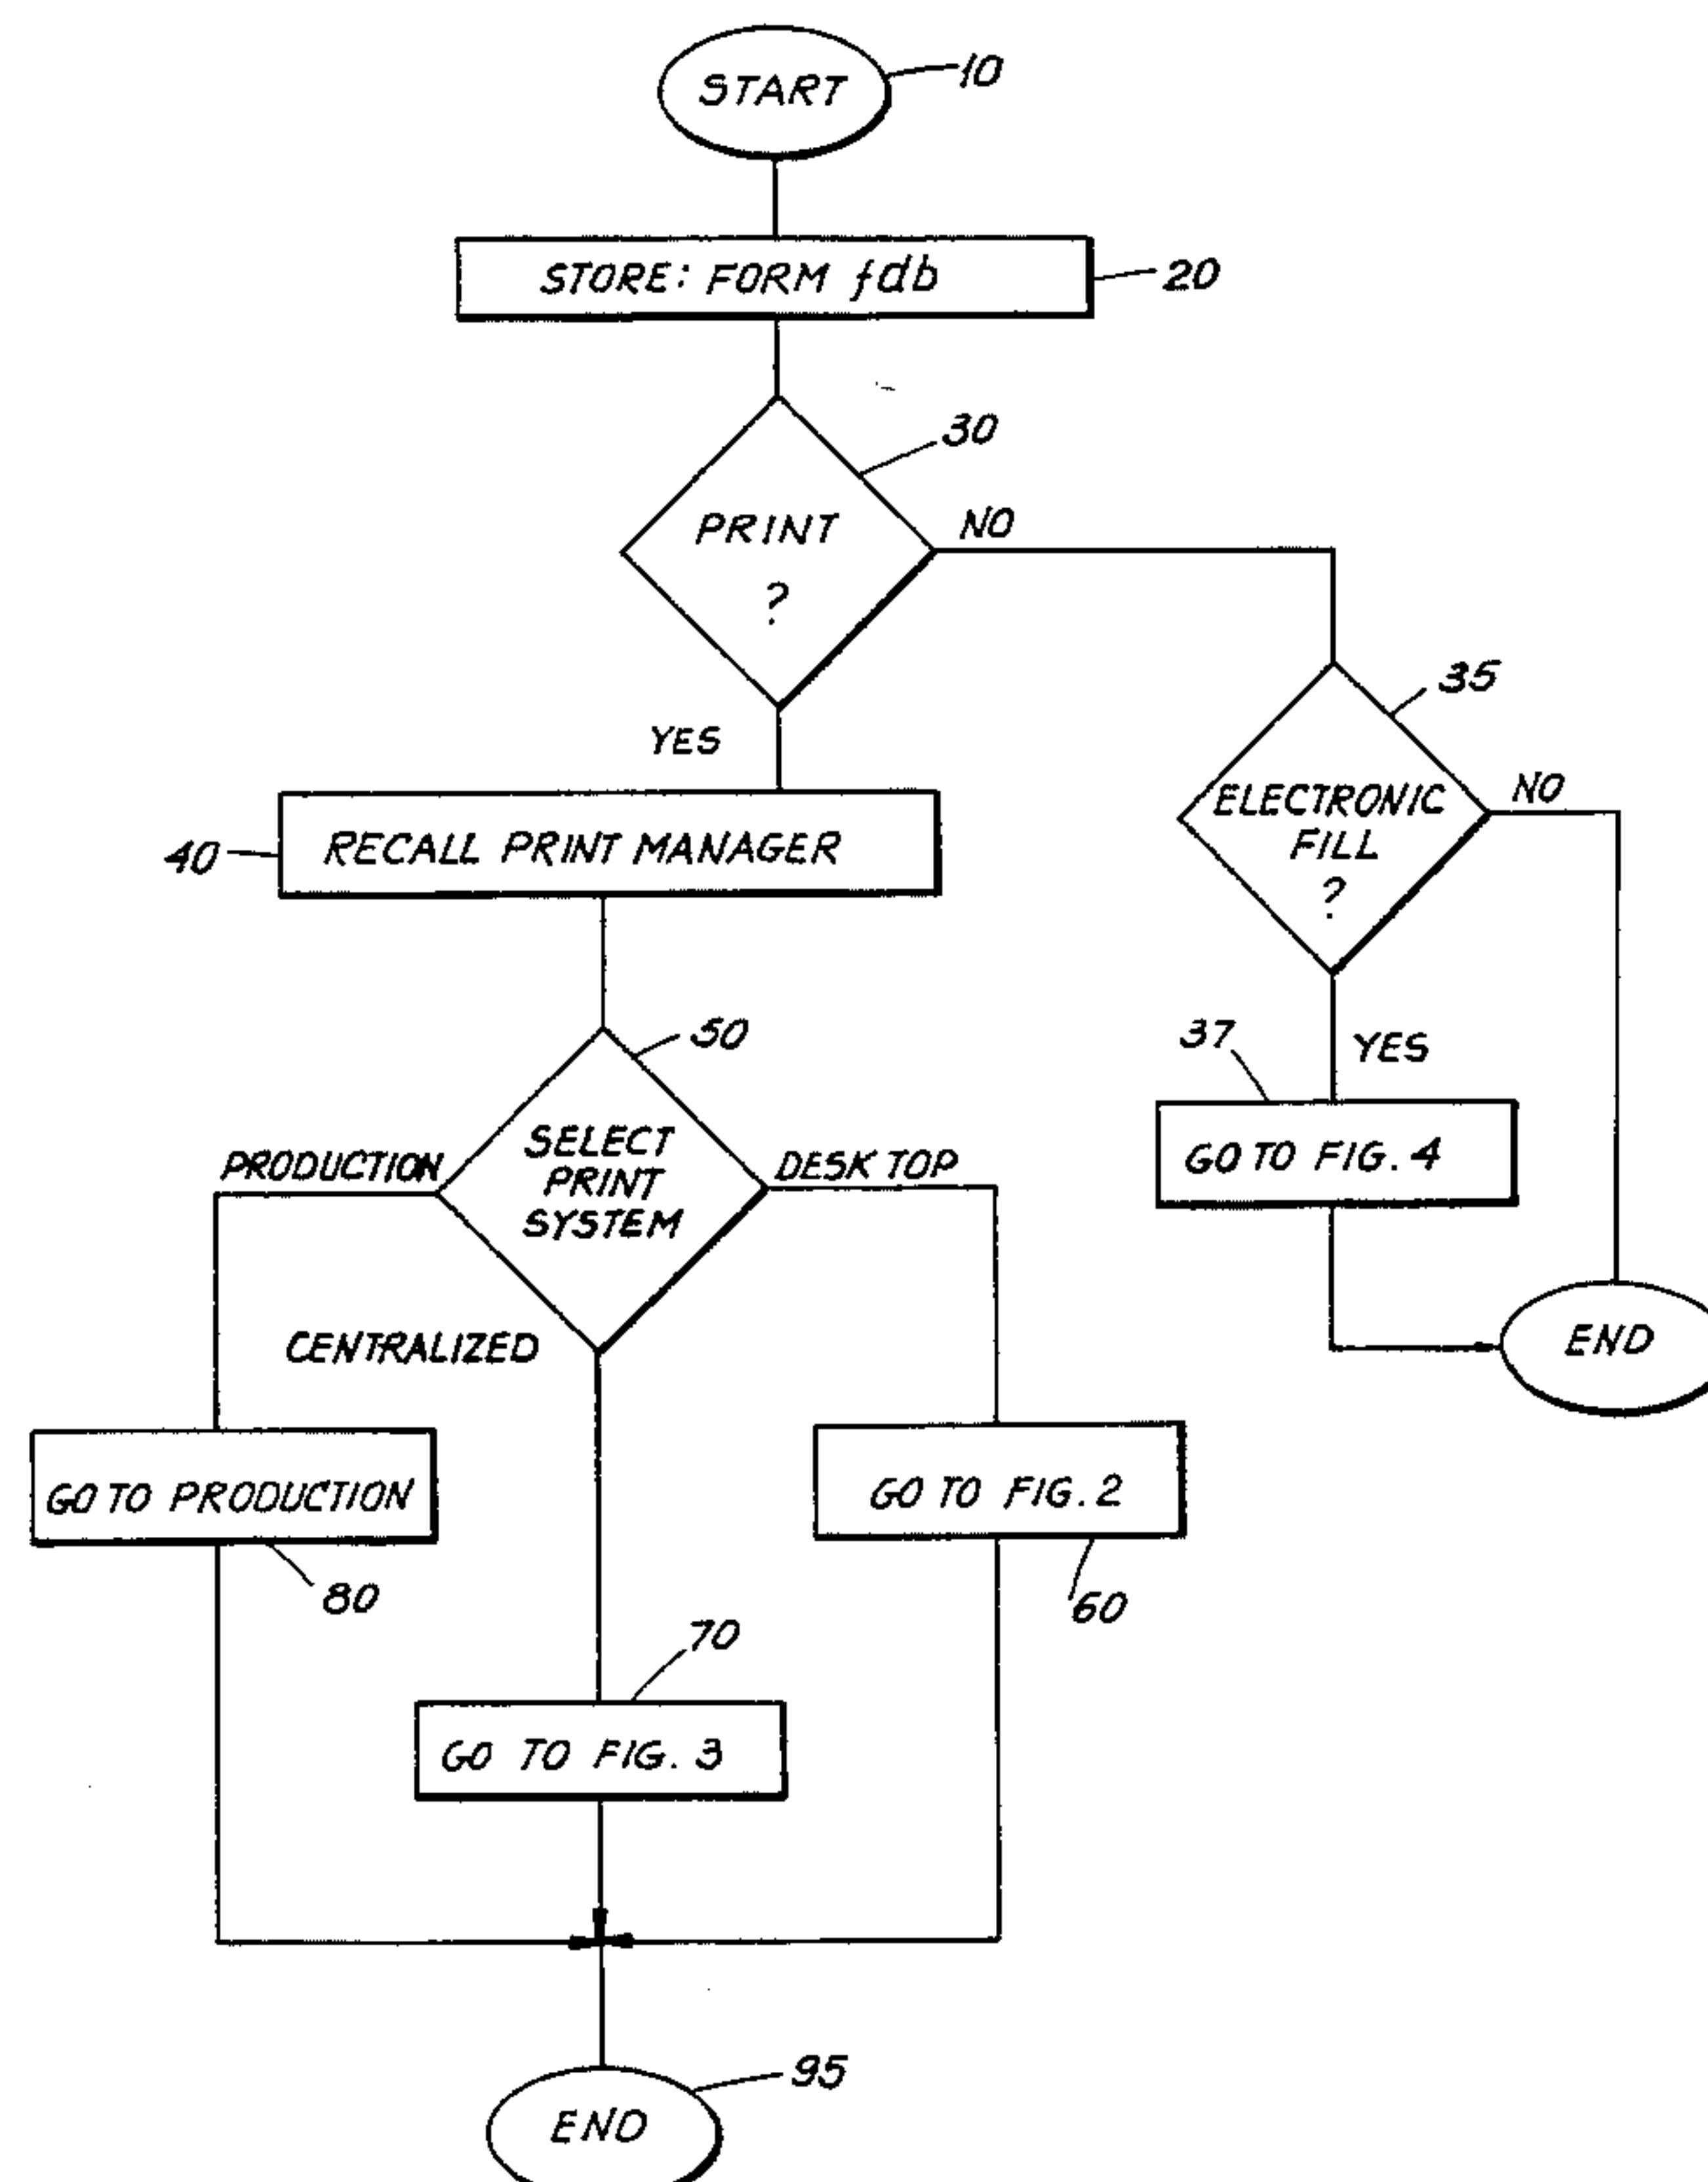 START
10
STORE: FORM fdb
20
30
PRINT
?
NO
35
YES
ELECTRONIC
FILL
?
NO
40
RECALL PRINT MANAGER
50
37
YES
SELECT
PRINT
SYSTEM
PRODUCTION
DESK TOP
GO TO FIG. 4
CENTRALIZED
END
GO TO PRODUCTION
GO TO FIG. 2
80
60
70
GO TO FIG. 3
95
END